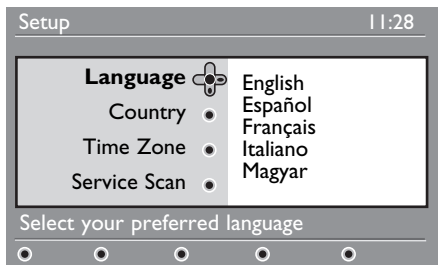 Setup 11:28
Language
Country
Time Zone
Service Scan
English
Español
Français
Italiano
Magyar
Select your preferred language